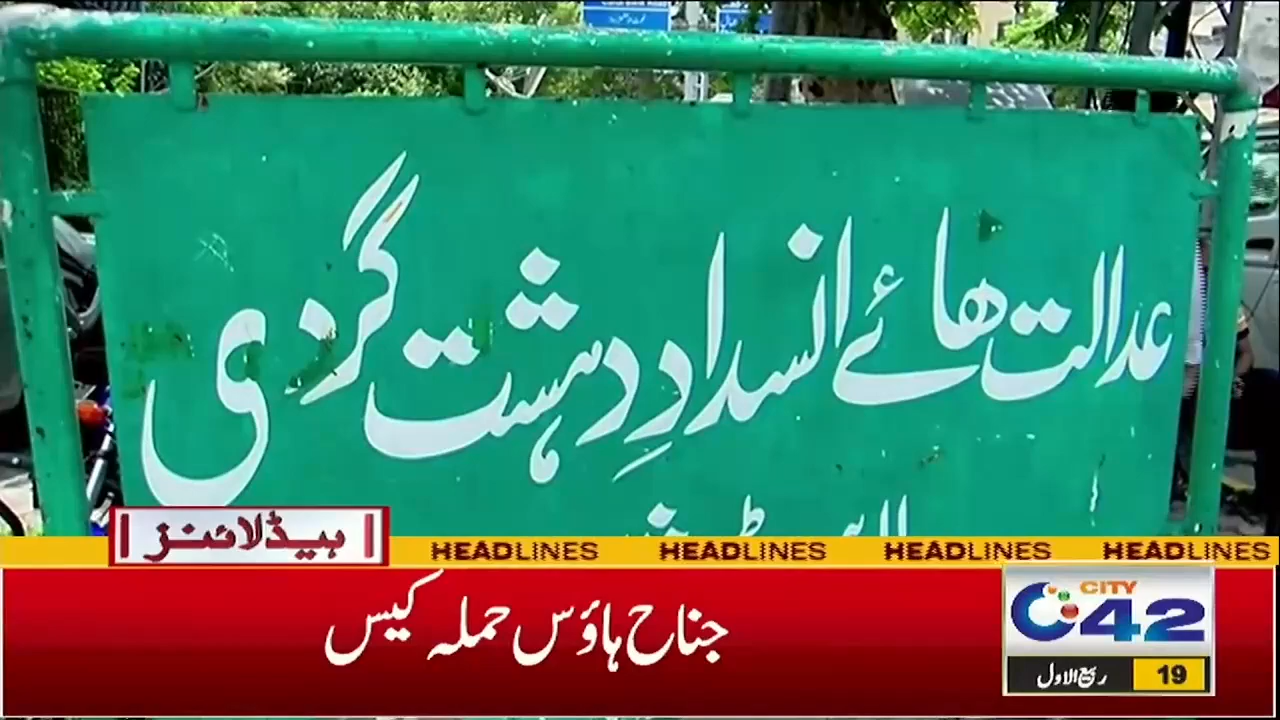 عدالت ھائے انسدادِ دہشت گردی
ہیڈلائنز
HEADLINES HEADLINES HEADLINES HEADLINES
جناح ہاؤس حملہ کیس
CITY
42
19 ربیع الاول